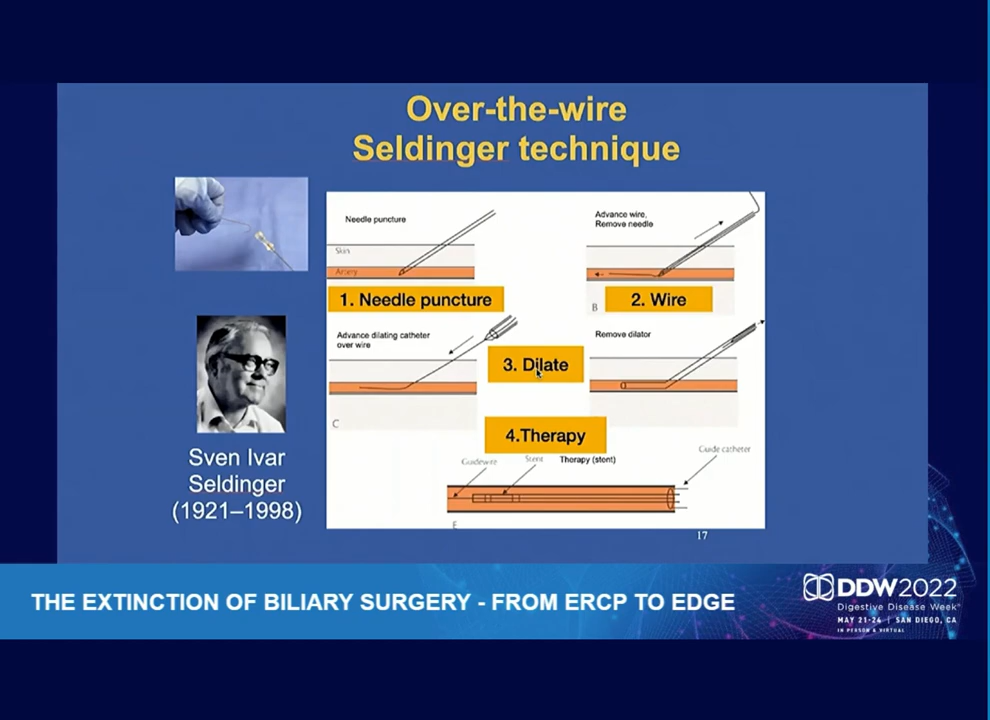 Over-the-wire
Seldinger technique
Needle puncture
Skin
Artery
1. Needle puncture
Advance wire,
Remove needle
B
2. Wire
Advance dilating catheter
over wire
C
3. Dilate
Remove dilator
4.Therapy
Guidewire
Stent
Therapy (stent)
Guide catheter
E
Sven Ivar
Seldinger
(1921–1998)
17
THE EXTINCTION OF BILIARY SURGERY - FROM ERCP TO EDGE
DDW2022
Digestive Disease Week®
MAY 21-24 | SAN DIEGO, CA
IN PERSON & VIRTUAL